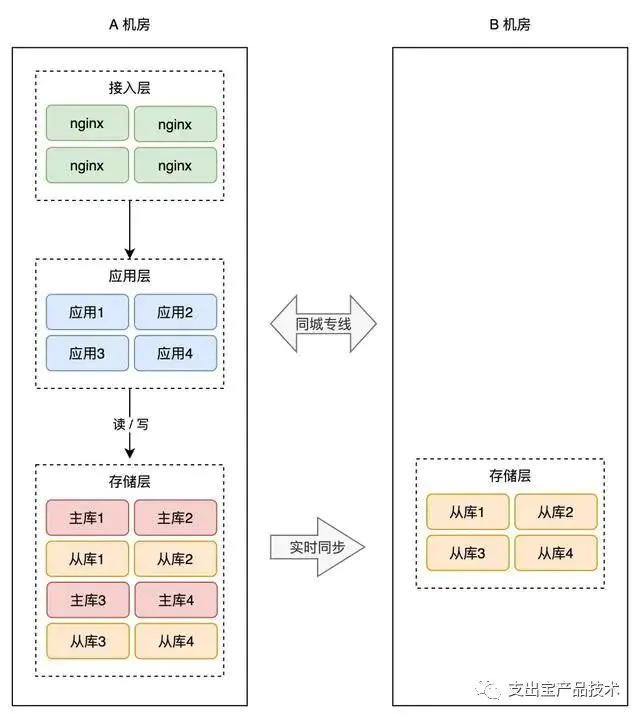 A 机房
B 机房
接入层
nginx
nginx
nginx
nginx
应用层
应用1
应用2
应用3
应用4
同城专线
读 / 写
存储层
主库1
主库2
从库1
从库2
主库3
主库4
从库3
从库4
实时同步
存储层
从库1
从库2
从库3
从库4
支出宝产品技术